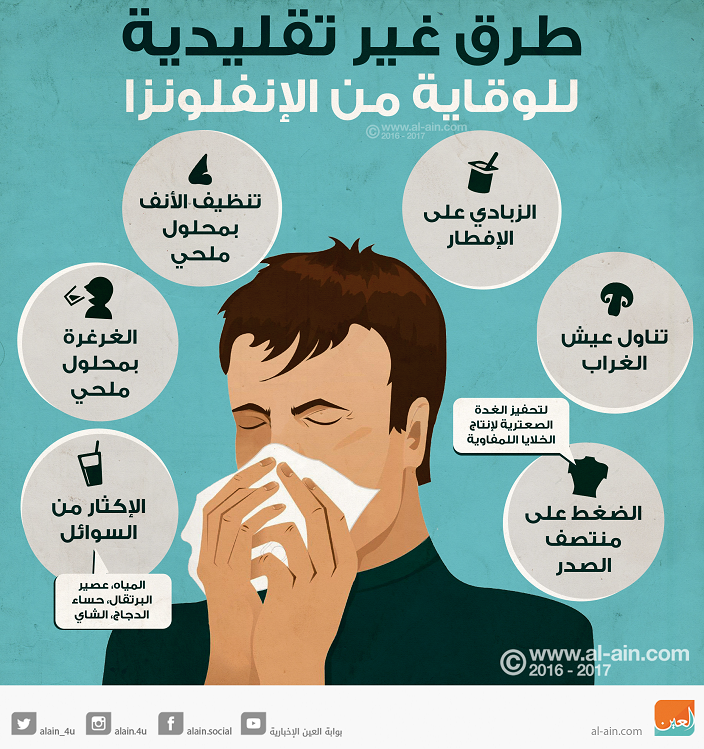 طرق غير تقليدية
للوقاية من الإنفلونزا
© www.al-ain.com
2016 - 2017
الزبادي على
الإفطار
تنظيف الأنف
بمحلول
ملحي
تناول عيش
الغراب
الغرغرة
بمحلول
ملحي
لتحفيز الغدة
الصعترية لإنتاج
الخلايا اللمفاوية
الضغط على
منتصف
الصدر
الإكثار من
السوائل
المياه، عصير
البرتقال، حساء
الدجاج، الشاي
© www.al-ain.com
2016 - 2017
alain_4u
alain.4u
alain.social
بوابة العين الإخبارية
al-ain.com
العين